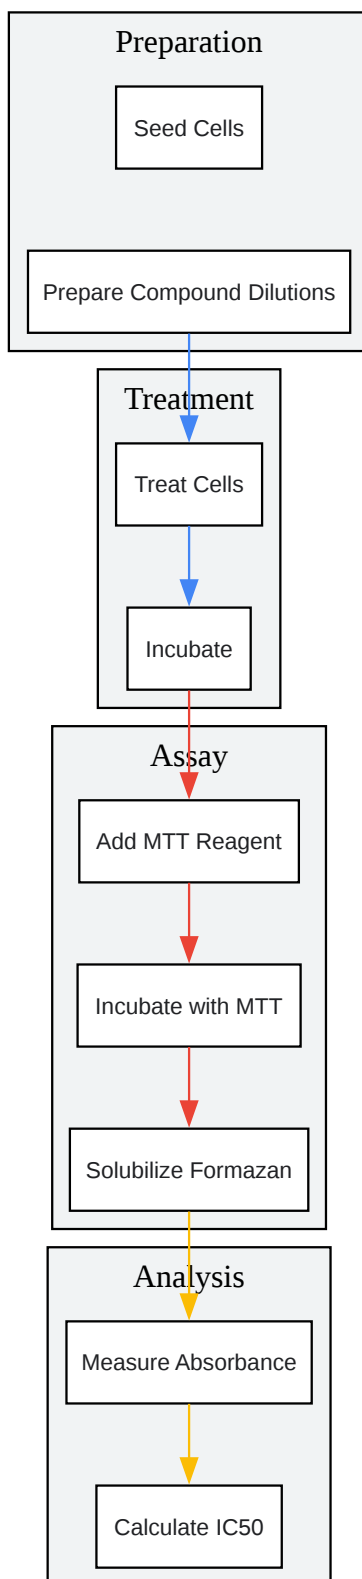 Preparation
Seed Cells
Prepare Compound Dilutions
Treatment
Treat Cells
Incubate
Assay
Add MTT Reagent
Incubate with MTT
Solubilize Formazan
Analysis
Measure Absorbance
Calculate IC50